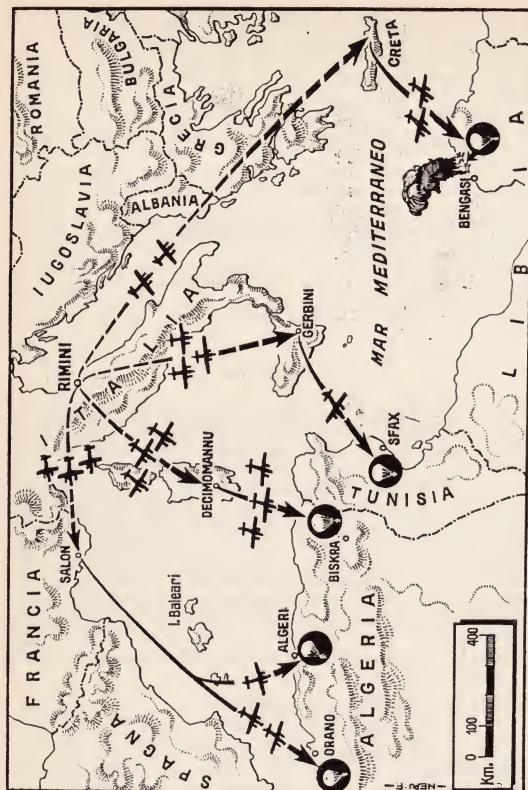 ROMANIA
BULGARIA
IUGOSLAVIA
ALBANIA
GRECIA
CRETA
FRANCIA
ITALIA
RIMINI
SALON
SPAGNA
I. Baleari
DECIMOMANNU
GERBINI
MAR MEDITERRANEO
BENGASI
LIBIA
SFAX
TUNISIA
BISKRA
ALGERI
ORANO
ALGERIA
Km. 0 100 400